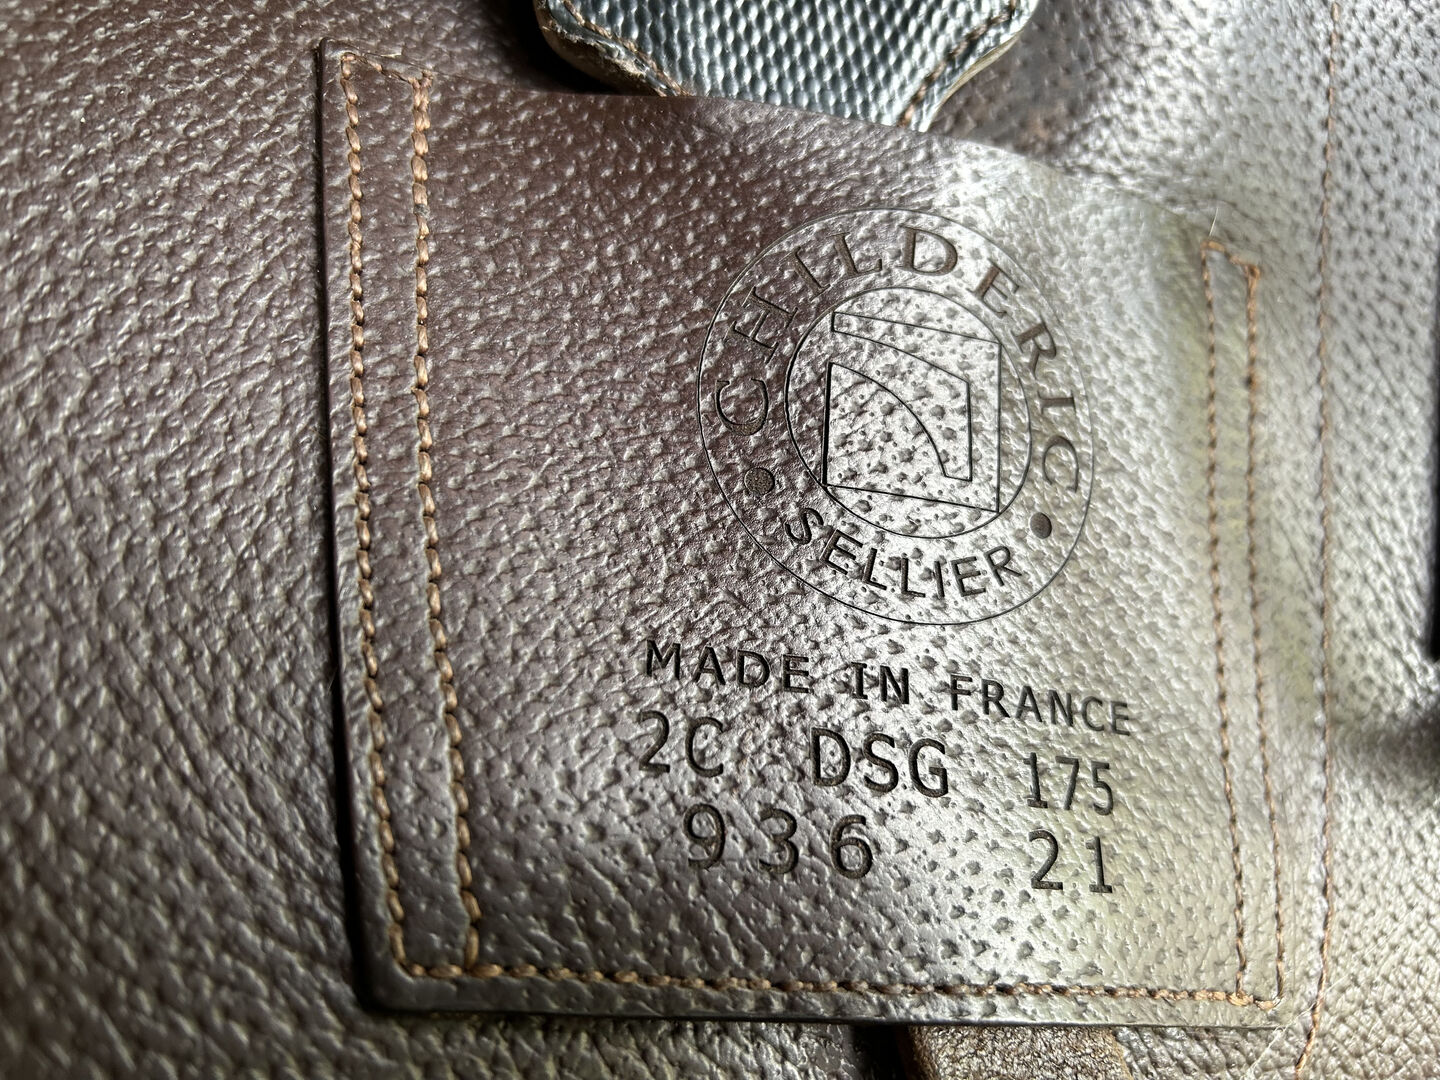 CHILDERIC
SELLIER
MADE IN FRANCE
2C DSG 175
936 21